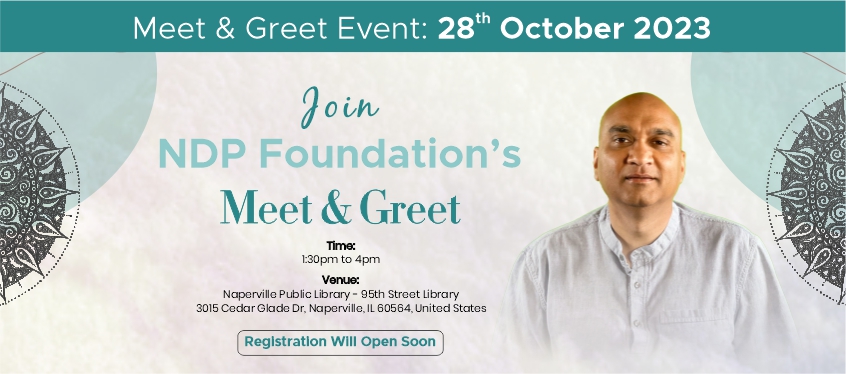 Meet & Greet Event: 28th October 2023
Join
NDP Foundation's
Meet & Greet
Time:
1:30pm to 4pm
Venue:
Naperville Public Library - 95th Street Library
3015 Cedar Glade Dr, Naperville, IL 60564, United States
Registration Will Open Soon